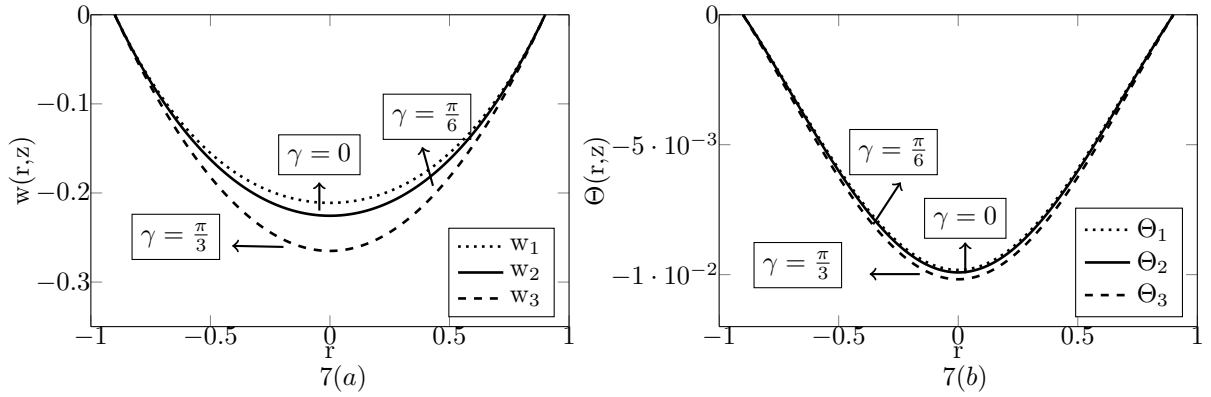 0
−0.1
−0.2
−0.3
w(r,z)
γ = 0
γ = π/6
γ = π/3
w₁
w₂
w₃
−1
−0.5
0
0.5
1
r
7(a)
0
−5 · 10⁻³
−1 · 10⁻²
Θ(r,z)
γ = π/6
γ = 0
γ = π/3
Θ₁
Θ₂
Θ₃
−1
−0.5
0
0.5
1
r
7(b)